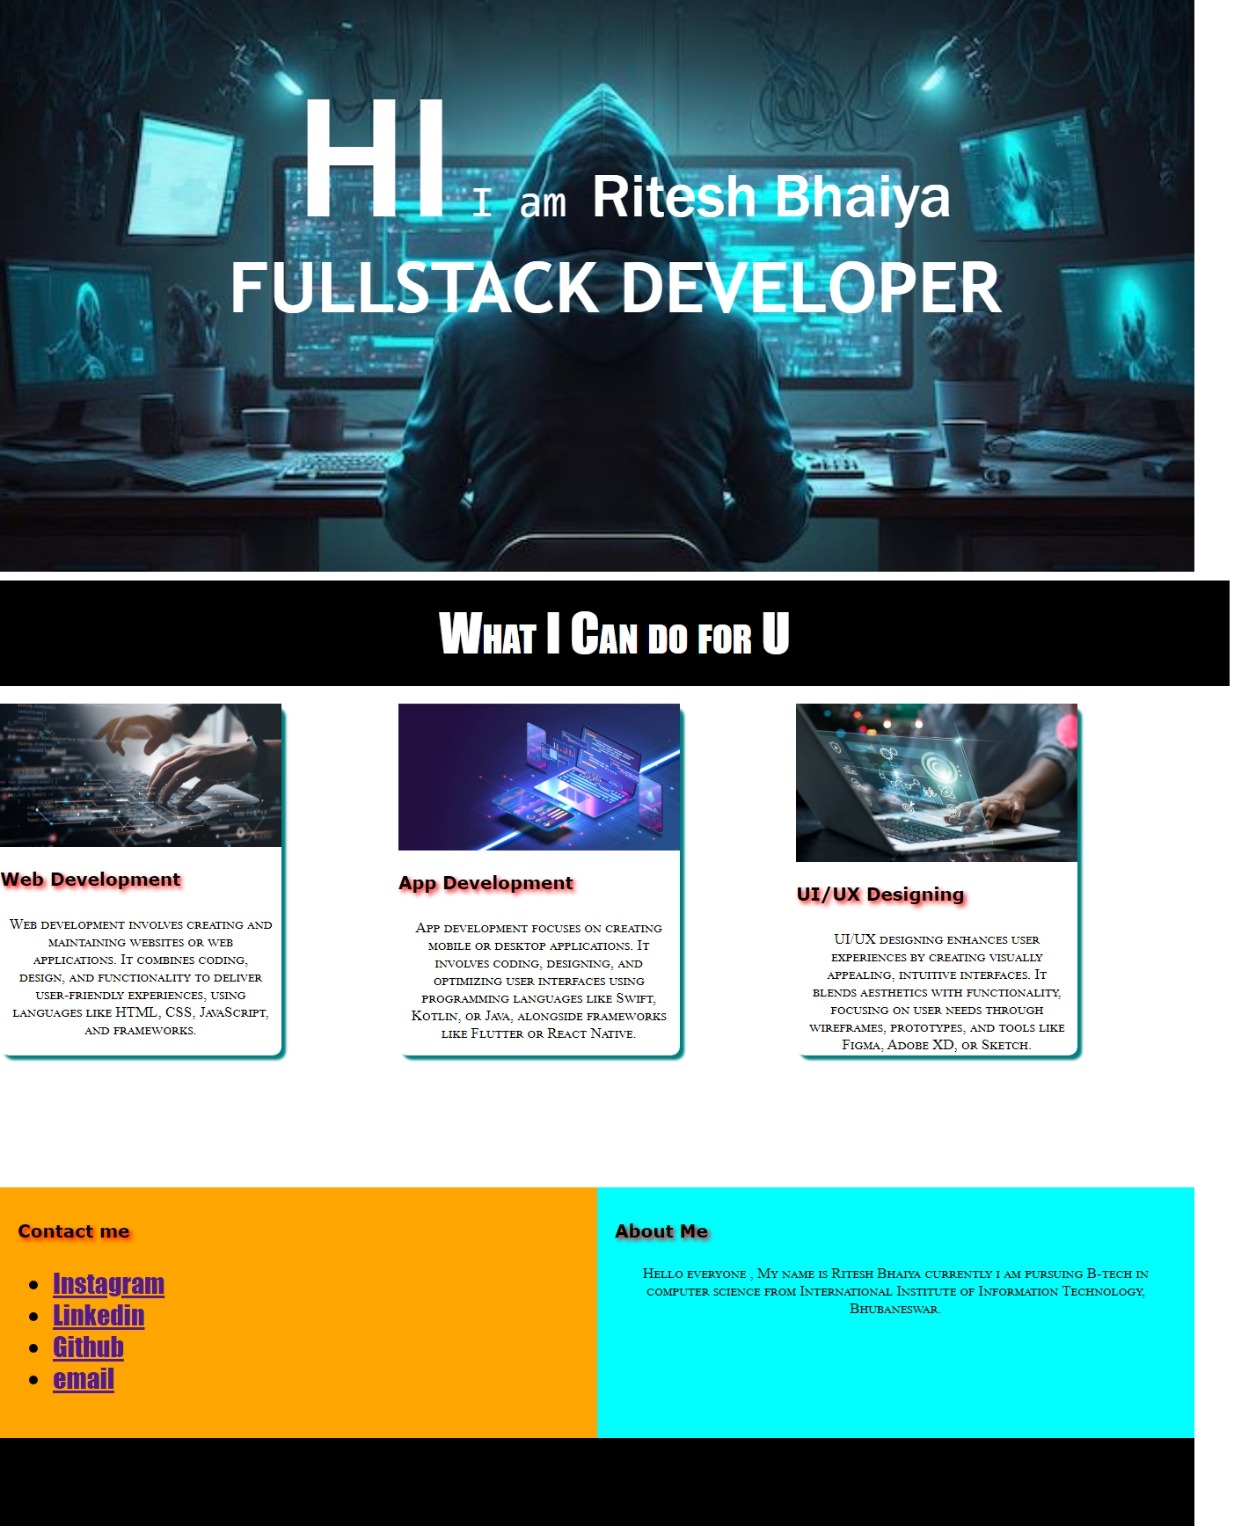 HI I am Ritesh Bhaiya
FULLSTACK DEVELOPER
What I Can do for U
Web Development
Web development involves creating and
maintaining websites or web
applications. It combines coding,
design, and functionality to deliver
user-friendly experiences, using
languages like HTML, CSS, JavaScript,
and frameworks.
App Development
App development focuses on creating
mobile or desktop applications. It
involves coding, designing, and
optimizing user interfaces using
programming languages like Swift,
Kotlin, or Java, alongside frameworks
like Flutter or React Native.
UI/UX Designing
UI/UX designing enhances user
experiences by creating visually
appealing, intuitive interfaces. It
blends aesthetics with functionality,
focusing on user needs through
wireframes, prototypes, and tools like
Figma, Adobe XD, or Sketch.
Contact me
Instagram
Linkedin
Github
email
About Me
Hello everyone , My name is Ritesh Bhaiya currently i am pursuing B-tech in
computer science from International Institute of Information Technology,
Bhubaneswar.